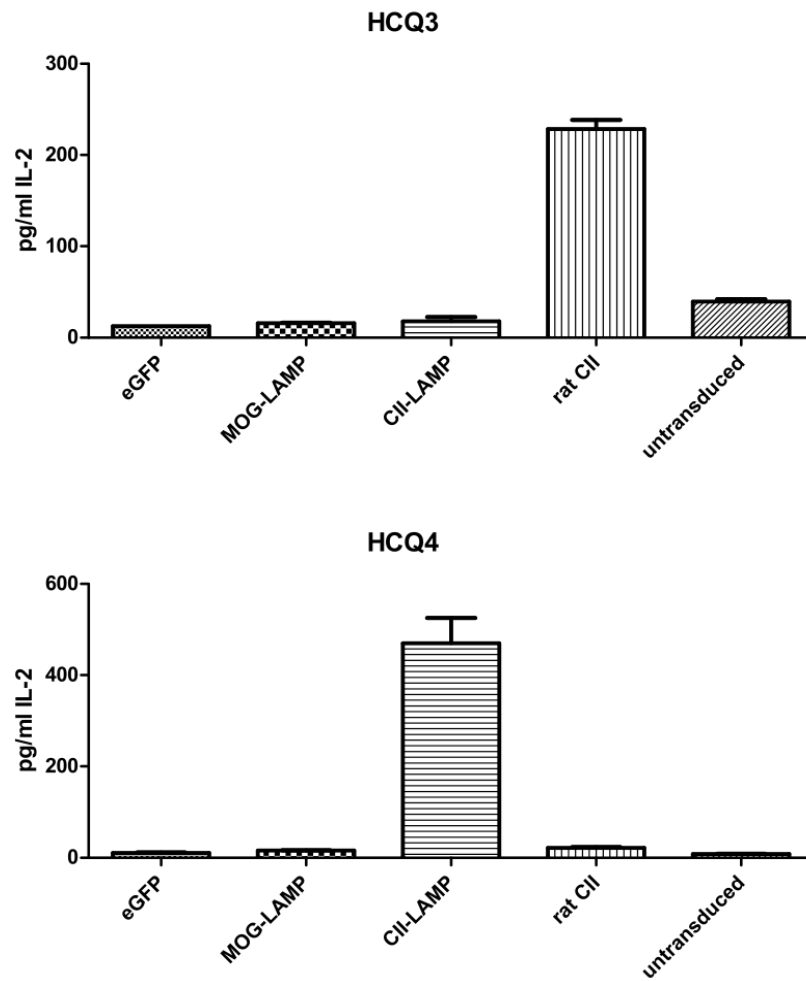 HCQ3
300
200
100
0
pg/ml IL-2
eGFP
MOG-LAMP
CII-LAMP
rat CII
untransduced
HCQ4
600
400
200
0
pg/ml IL-2
eGFP
MOG-LAMP
CII-LAMP
rat CII
untransduced